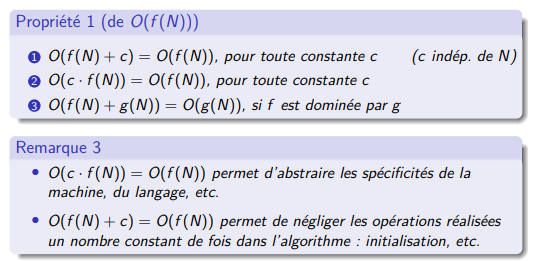 Propriété 1 (de O(f(N)))
1 O(f(N) + c) = O(f(N)), pour toute constante c (c indép. de N)
2 O(c · f(N)) = O(f(N)), pour toute constante c
3 O(f(N) + g(N)) = O(g(N)), si f est dominée par g
Remarque 3
• O(c · f(N)) = O(f(N)) permet d'abstraire les spécificités de la
machine, du langage, etc.
• O(f(N) + c) = O(f(N)) permet de négliger les opérations réalisées
un nombre constant de fois dans l'algorithme : initialisation, etc.